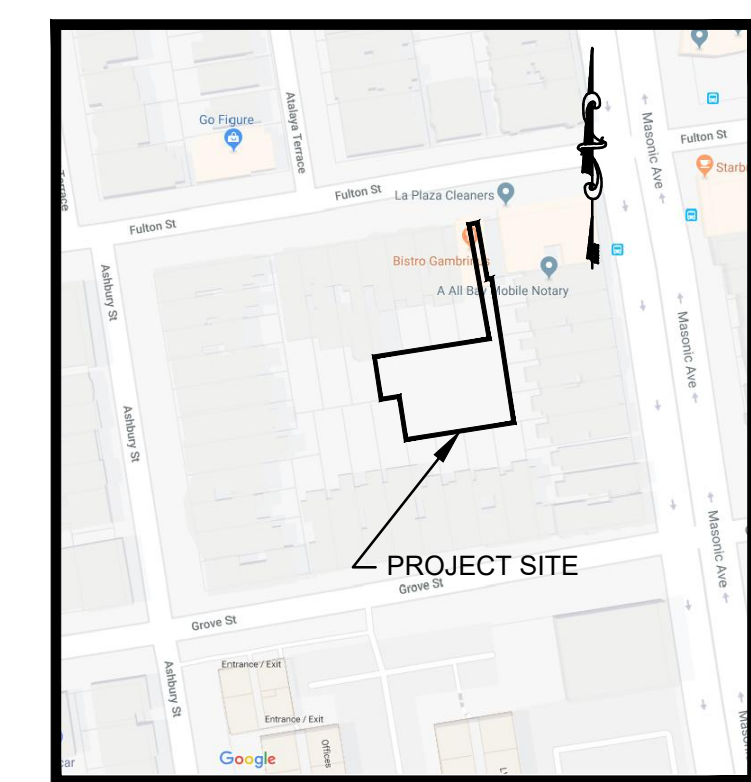 Go Figure
Atalaya Terrace
Masonic Ave
Fulton St
Starb
Terrace
Fulton St
La Plaza Cleaners
Fulton St
Bistro Gambrinus
A All Bay Mobile Notary
Ashbury St
Masonic Ave
Ashbury St
Masonic Ave
PROJECT SITE
Grove St
Grove St
Ashbury St
Entrance / Exit
Entrance / Exit
Offices
Google
car